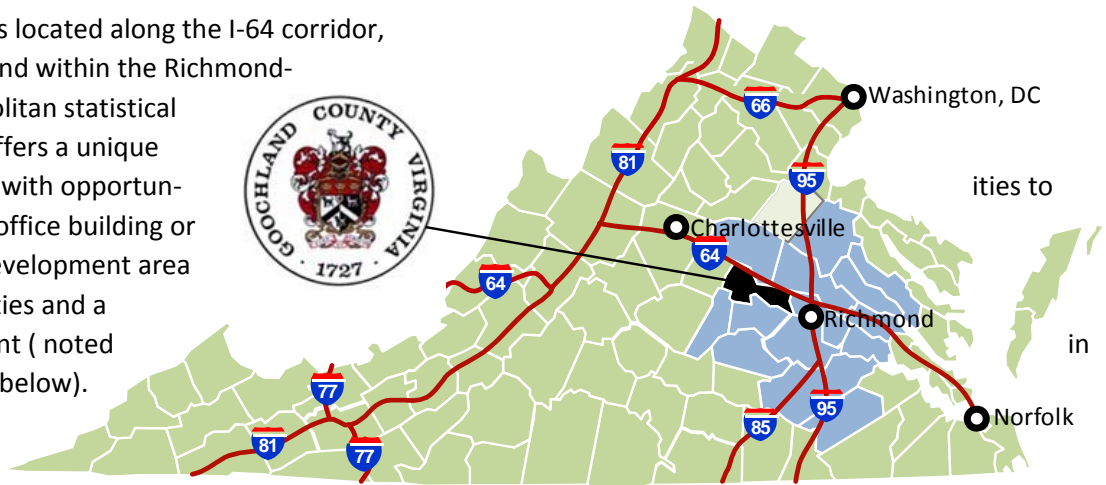 s located along the I-64 corridor,
nd within the Richmond-
olitan statistical
ffers a unique
with opportun-
ities to
office building or
evelopment area
ties and a
nt ( noted
in
below).
GOOCHLAND COUNTY VIRGINIA
· 1727 ·
Washington, DC
66
81
95
Charlottesville
64
64
Richmond
77
95
85
Norfolk
81
77